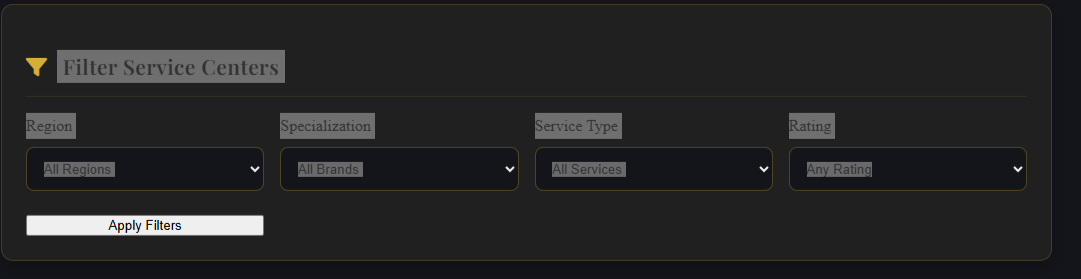 Filter Service Centers
Region Specialization Service Type Rating
All Regions All Brands All Services Any Rating
Apply Filters